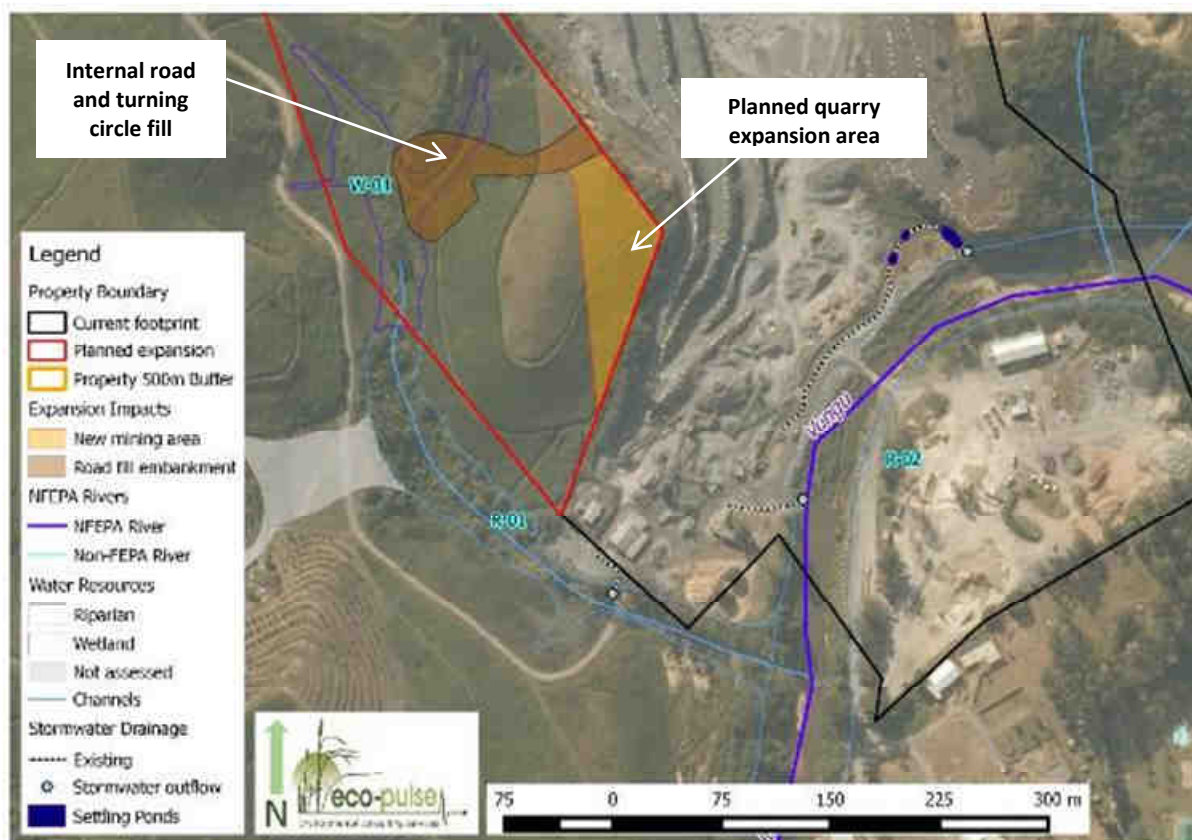 Internal road
and turning
circle fill
Planned quarry
expansion area
W-01
Vungu
R-02
R-01
Legend
Property Boundary
Current footprint
Planned expansion
Property 500m Buffer
Expansion Impacts
New mining area
Road fill embankment
NFEPA Rivers
NFEPA River
Non-FEPA River
Water Resources
Riparian
Wetland
Not assessed
Channels
Stormwater Drainage
Existing
Stormwater outflow
Settling Ponds
N
eco-pulse
75 0 75 150 225 300 m